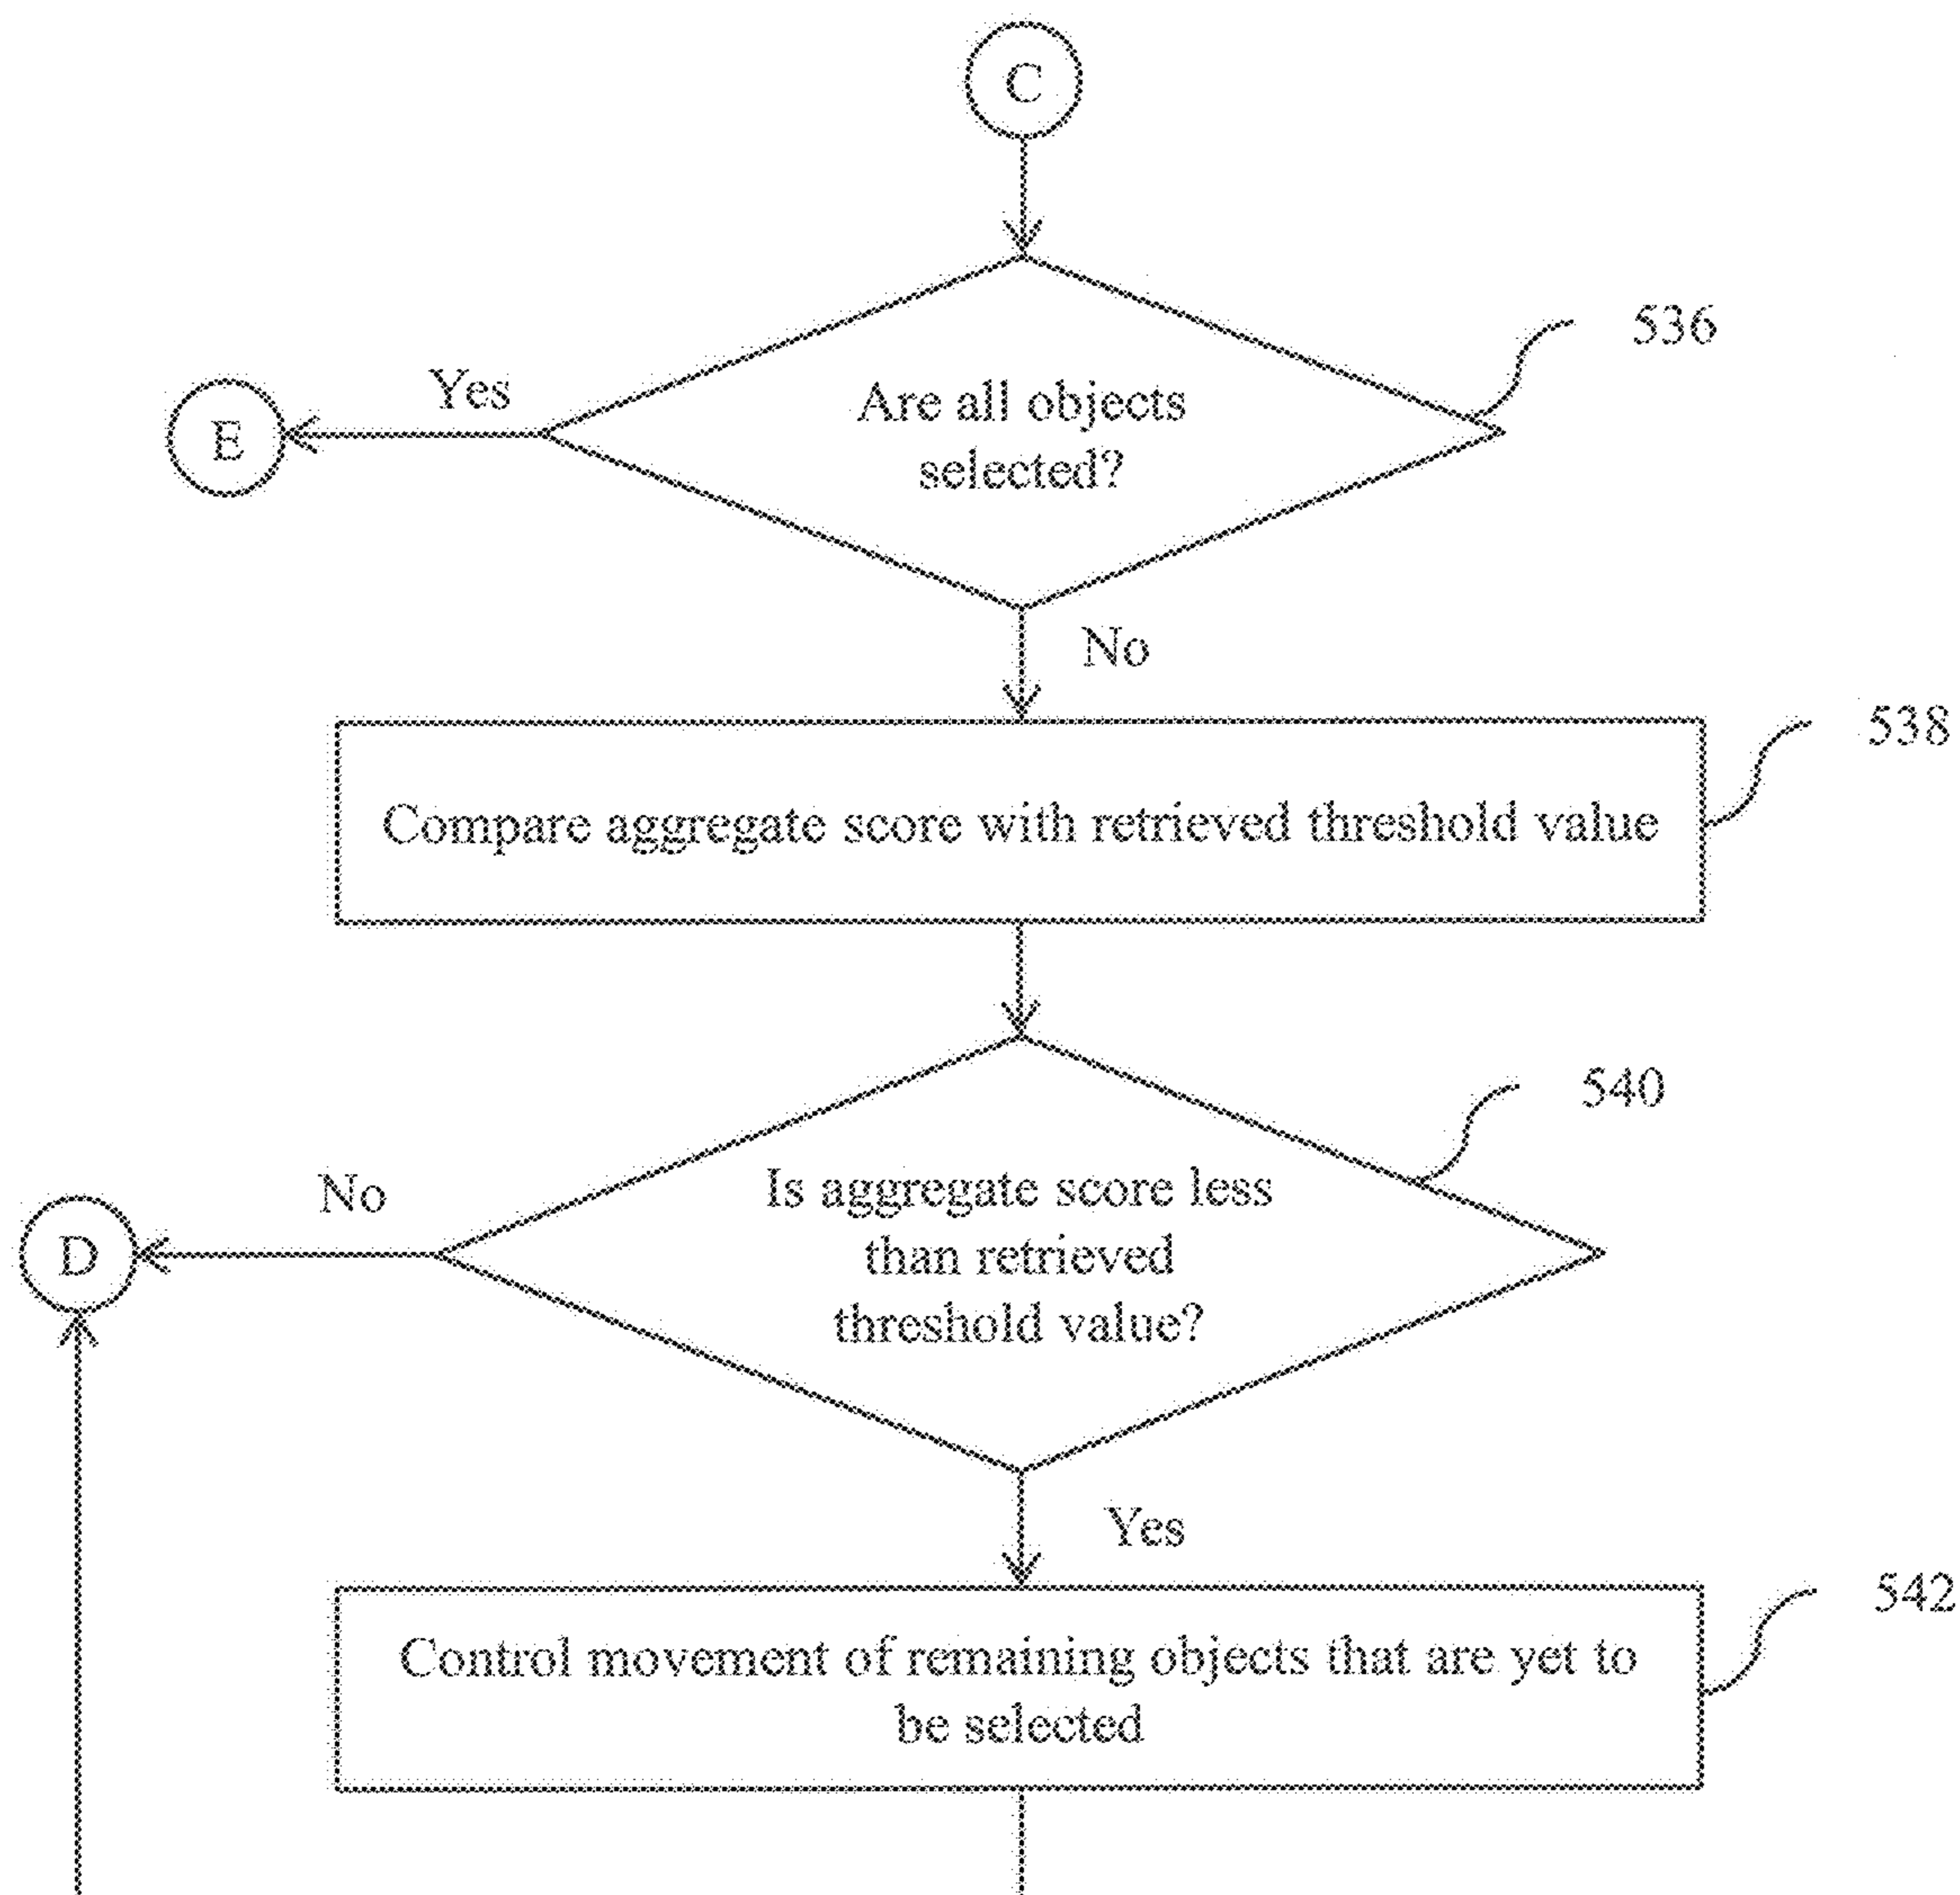 C
536
Yes
Are all objects
selected?
E
No
538
Compare aggregate score with retrieved threshold value
540
No
Is aggregate score less
than retrieved
threshold value?
D
Yes
542
Control movement of remaining objects that are yet to
be selected